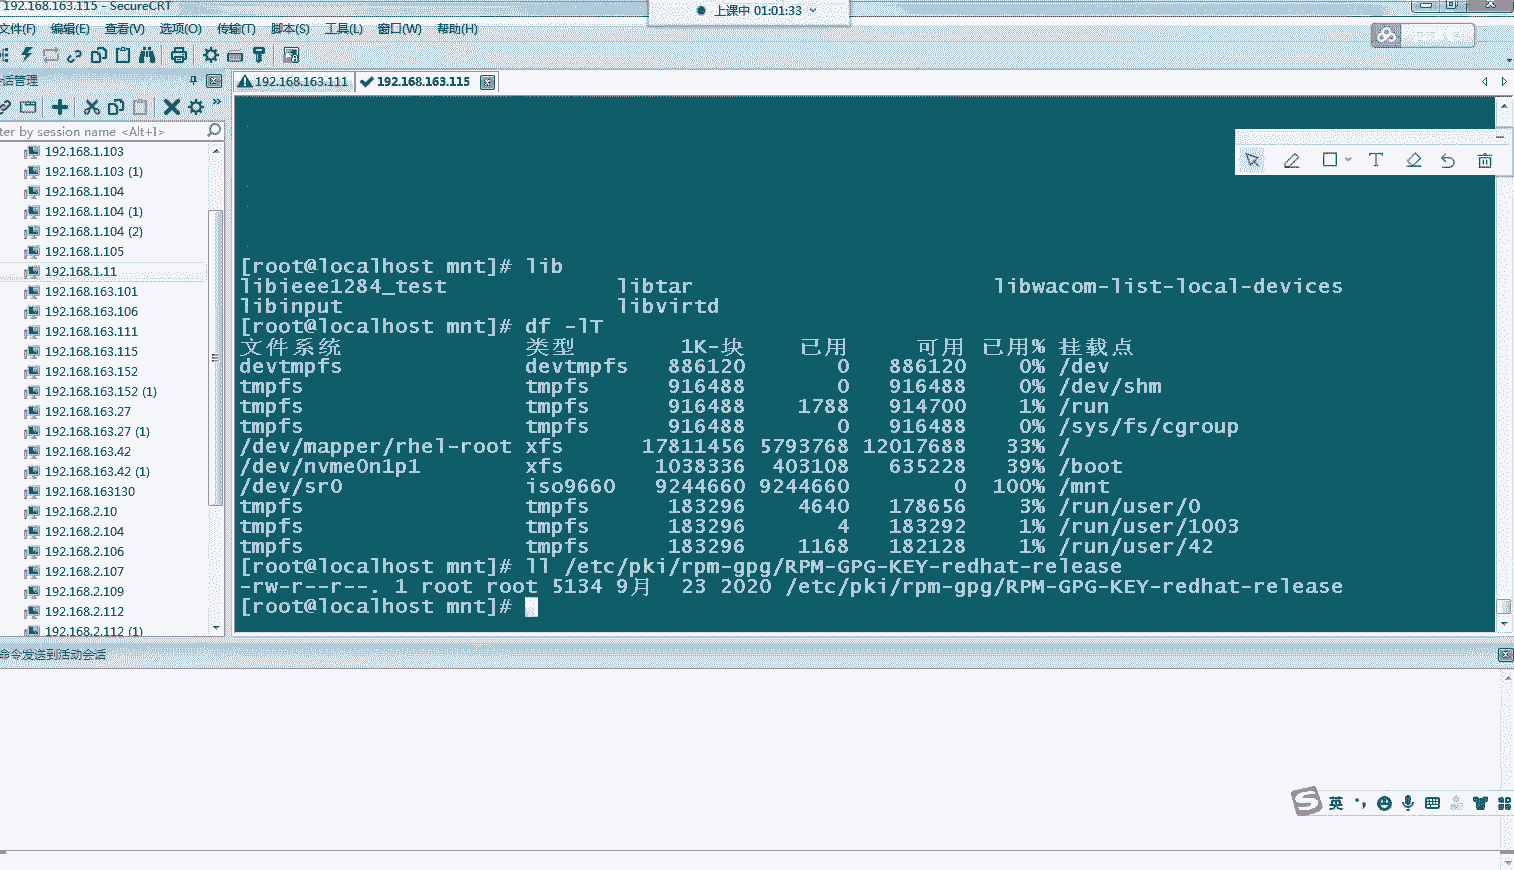 192.168.163.115 - SecureCRT
上课中 01:01:33
文件(F) 编辑(E) 查看(V) 选项(O) 传输(T) 脚本(S) 工具(L) 窗口(W) 帮助(H)
话管理
192.168.163.111 192.168.163.115
ter by session name <Alt+I>
192.168.1.103
192.168.1.103 (1)
192.168.1.104
192.168.1.104 (1)
192.168.1.104 (2)
192.168.1.105
192.168.1.11
192.168.163.101
192.168.163.106
192.168.163.111
192.168.163.115
192.168.163.152
192.168.163.152 (1)
192.168.163.27
192.168.163.27 (1)
192.168.163.42
192.168.163.42 (1)
192.168.163130
192.168.2.10
192.168.2.104
192.168.2.106
192.168.2.107
192.168.2.109
192.168.2.112
192.168.2.112 (1)
[root@localhost mnt]# lib
libieee1284_test libtar libwacom-list-local-devices
libinput libvirtd
[root@localhost mnt]# df -lT
文件系统 类型 1K-块 已用 可用 已用% 挂载点
devtmpfs devtmpfs 886120 0 886120 0% /dev
tmpfs tmpfs 916488 0 916488 0% /dev/shm
tmpfs tmpfs 916488 1788 914700 1% /run
tmpfs tmpfs 916488 0 916488 0% /sys/fs/cgroup
/dev/mapper/rhel-root xfs 17811456 5793768 12017688 33% /
/dev/nvme0n1p1 xfs 1038336 403108 635228 39% /boot
/dev/sr0 iso9660 9244660 9244660 0 100% /mnt
tmpfs tmpfs 183296 4640 178656 3% /run/user/0
tmpfs tmpfs 183296 4 183292 1% /run/user/1003
tmpfs tmpfs 183296 1168 182128 1% /run/user/42
[root@localhost mnt]# ll /etc/pki/rpm-gpg/RPM-GPG-KEY-redhat-release
-rw-r--r--. 1 root root 5134 9月 23 2020 /etc/pki/rpm-gpg/RPM-GPG-KEY-redhat-release
[root@localhost mnt]#
命令发送到活动会话
英